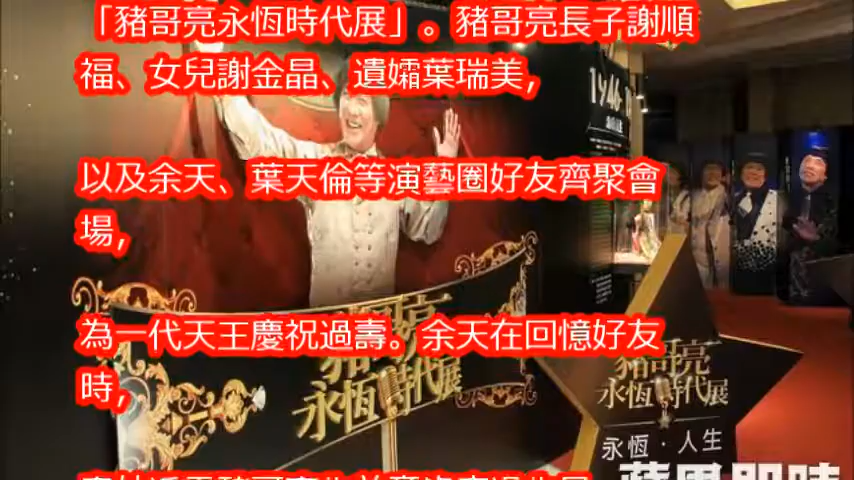 「豬哥亮永恆時代展」。豬哥亮長子謝順
福、女兒謝金晶、遺孀葉瑞美,
以及余天、葉天倫等演藝圈好友齊聚會
場,
為一代天王慶祝過壽。余天在回憶好友
時,
豬哥亮
永恆時代展
豬哥亮
永恆時代展
永恆·人生
蘋果即時